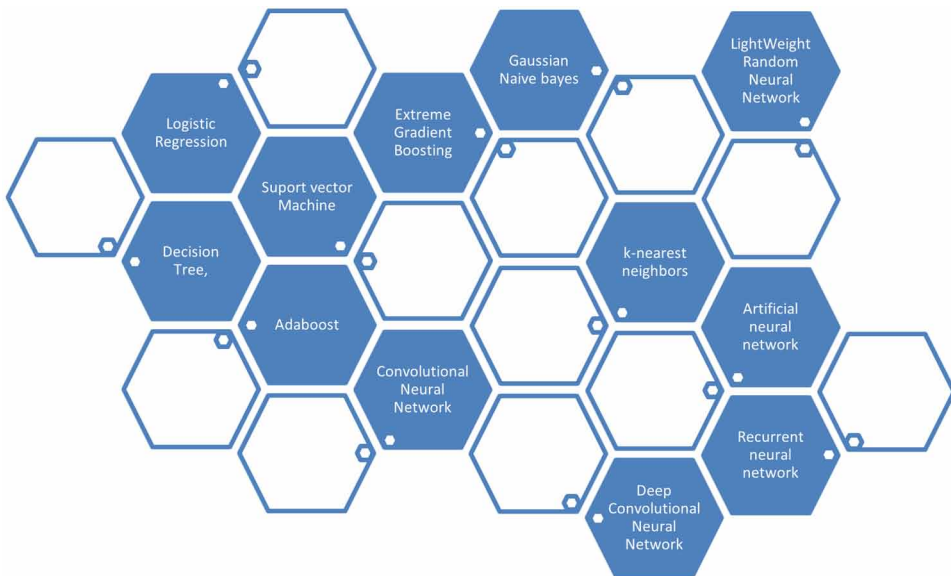 Gaussian
Naive bayes
LightWeight
Random
Neural
Network
Logistic
Regression
Extreme
Gradient
Boosting
Suport vector
Machine
Decision
Tree,
k-nearest
neighbors
Adaboost
Artificial
neural
network
Convolutional
Neural
Network
Recurrent
neural
network
Deep
Convolutional
Neural
Network